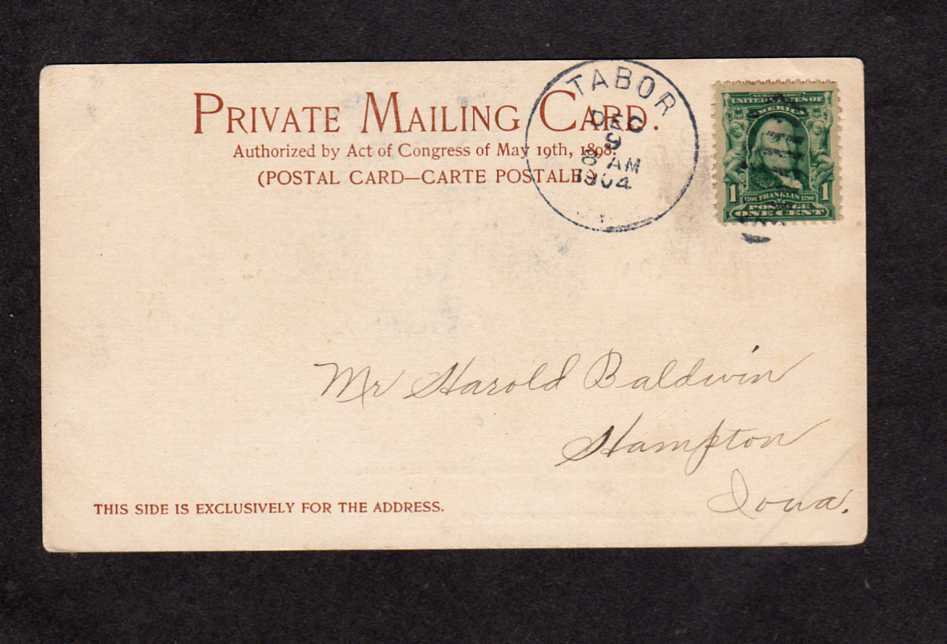 PRIVATE MAILING CARD.
Authorized by Act of Congress of May 19th, 1898.
(POSTAL CARD—CARTE POSTALE)
TABOR
DEC
9
8 AM
1904
UNITED STATES OF
AMERICA
1 1
FRANKLIN
POSTAGE
ONE CENT
Mr Harold Baldwin
Hampton
Iowa.
THIS SIDE IS EXCLUSIVELY FOR THE ADDRESS.